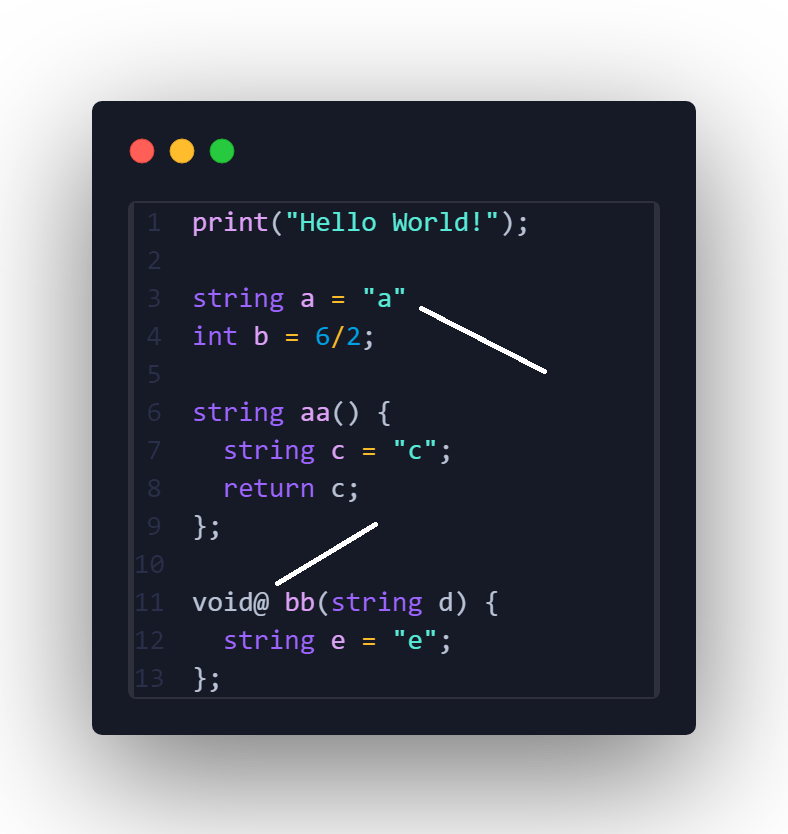 1 print("Hello World!");
2
3 string a = "a"
4 int b = 6/2;
5
6 string aa() {
7   string c = "c";
8   return c;
9 };
10
11 void@ bb(string d) {
12   string e = "e";
13 };